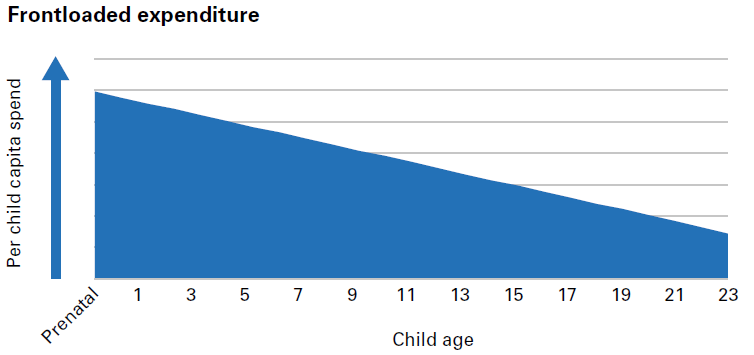 Frontloaded expenditure
Per child capita spend
Prenatal 1 3 5 7 9 11 13 15 17 19 21 23
Child age